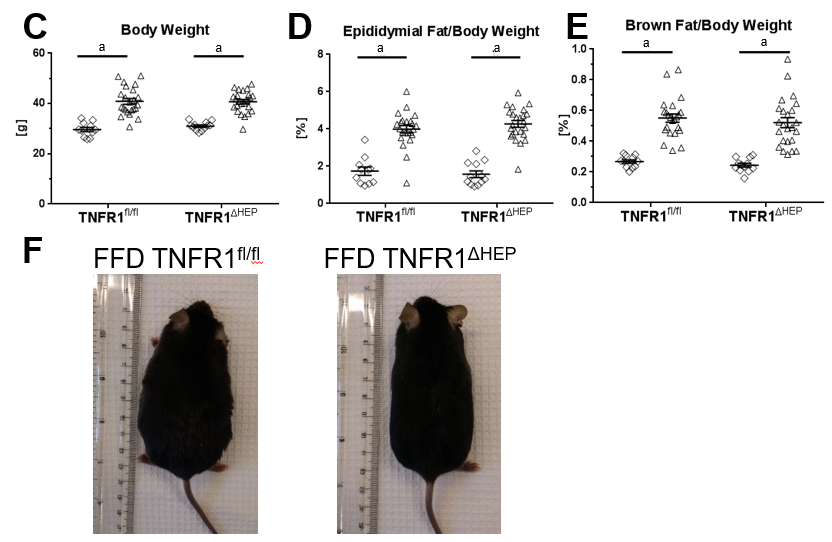 C
Body Weight
60
40
20
0
[g]
a
a
TNFR1fl/fl
TNFR1ΔHEP
D
Epididymial Fat/Body Weight
8
6
4
2
0
[%]
a
.a
TNFR1fl/fl
TNFR1ΔHEP
E
Brown Fat/Body Weight
1.0
0.8
0.6
0.4
0.2
0.0
[%]
a
a
TNFR1fl/fl
TNFR1ΔHEP
F
FFD TNFR1fl/fl
FFD TNFR1ΔHEP